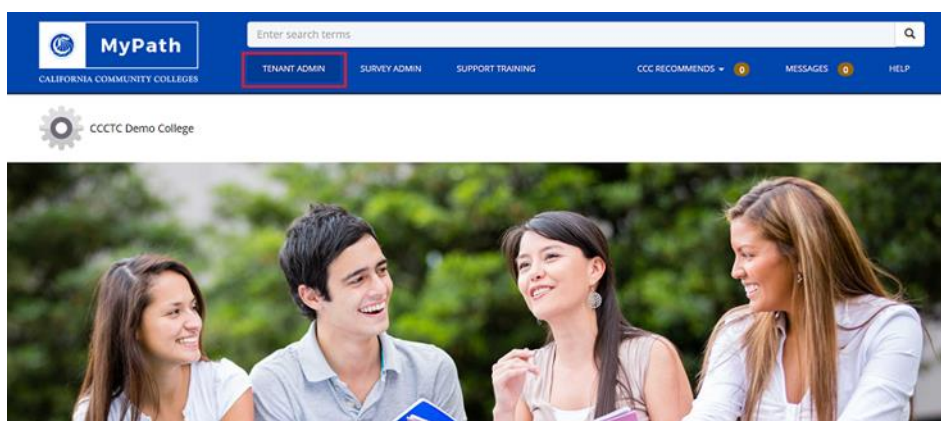 Enter search terms
MyPath
CALIFORNIA COMMUNITY COLLEGES
TENANT ADMIN SURVEY ADMIN SUPPORT TRAINING CCC RECOMMENDS 0 MESSAGES 0 HELP
CCCTC Demo College